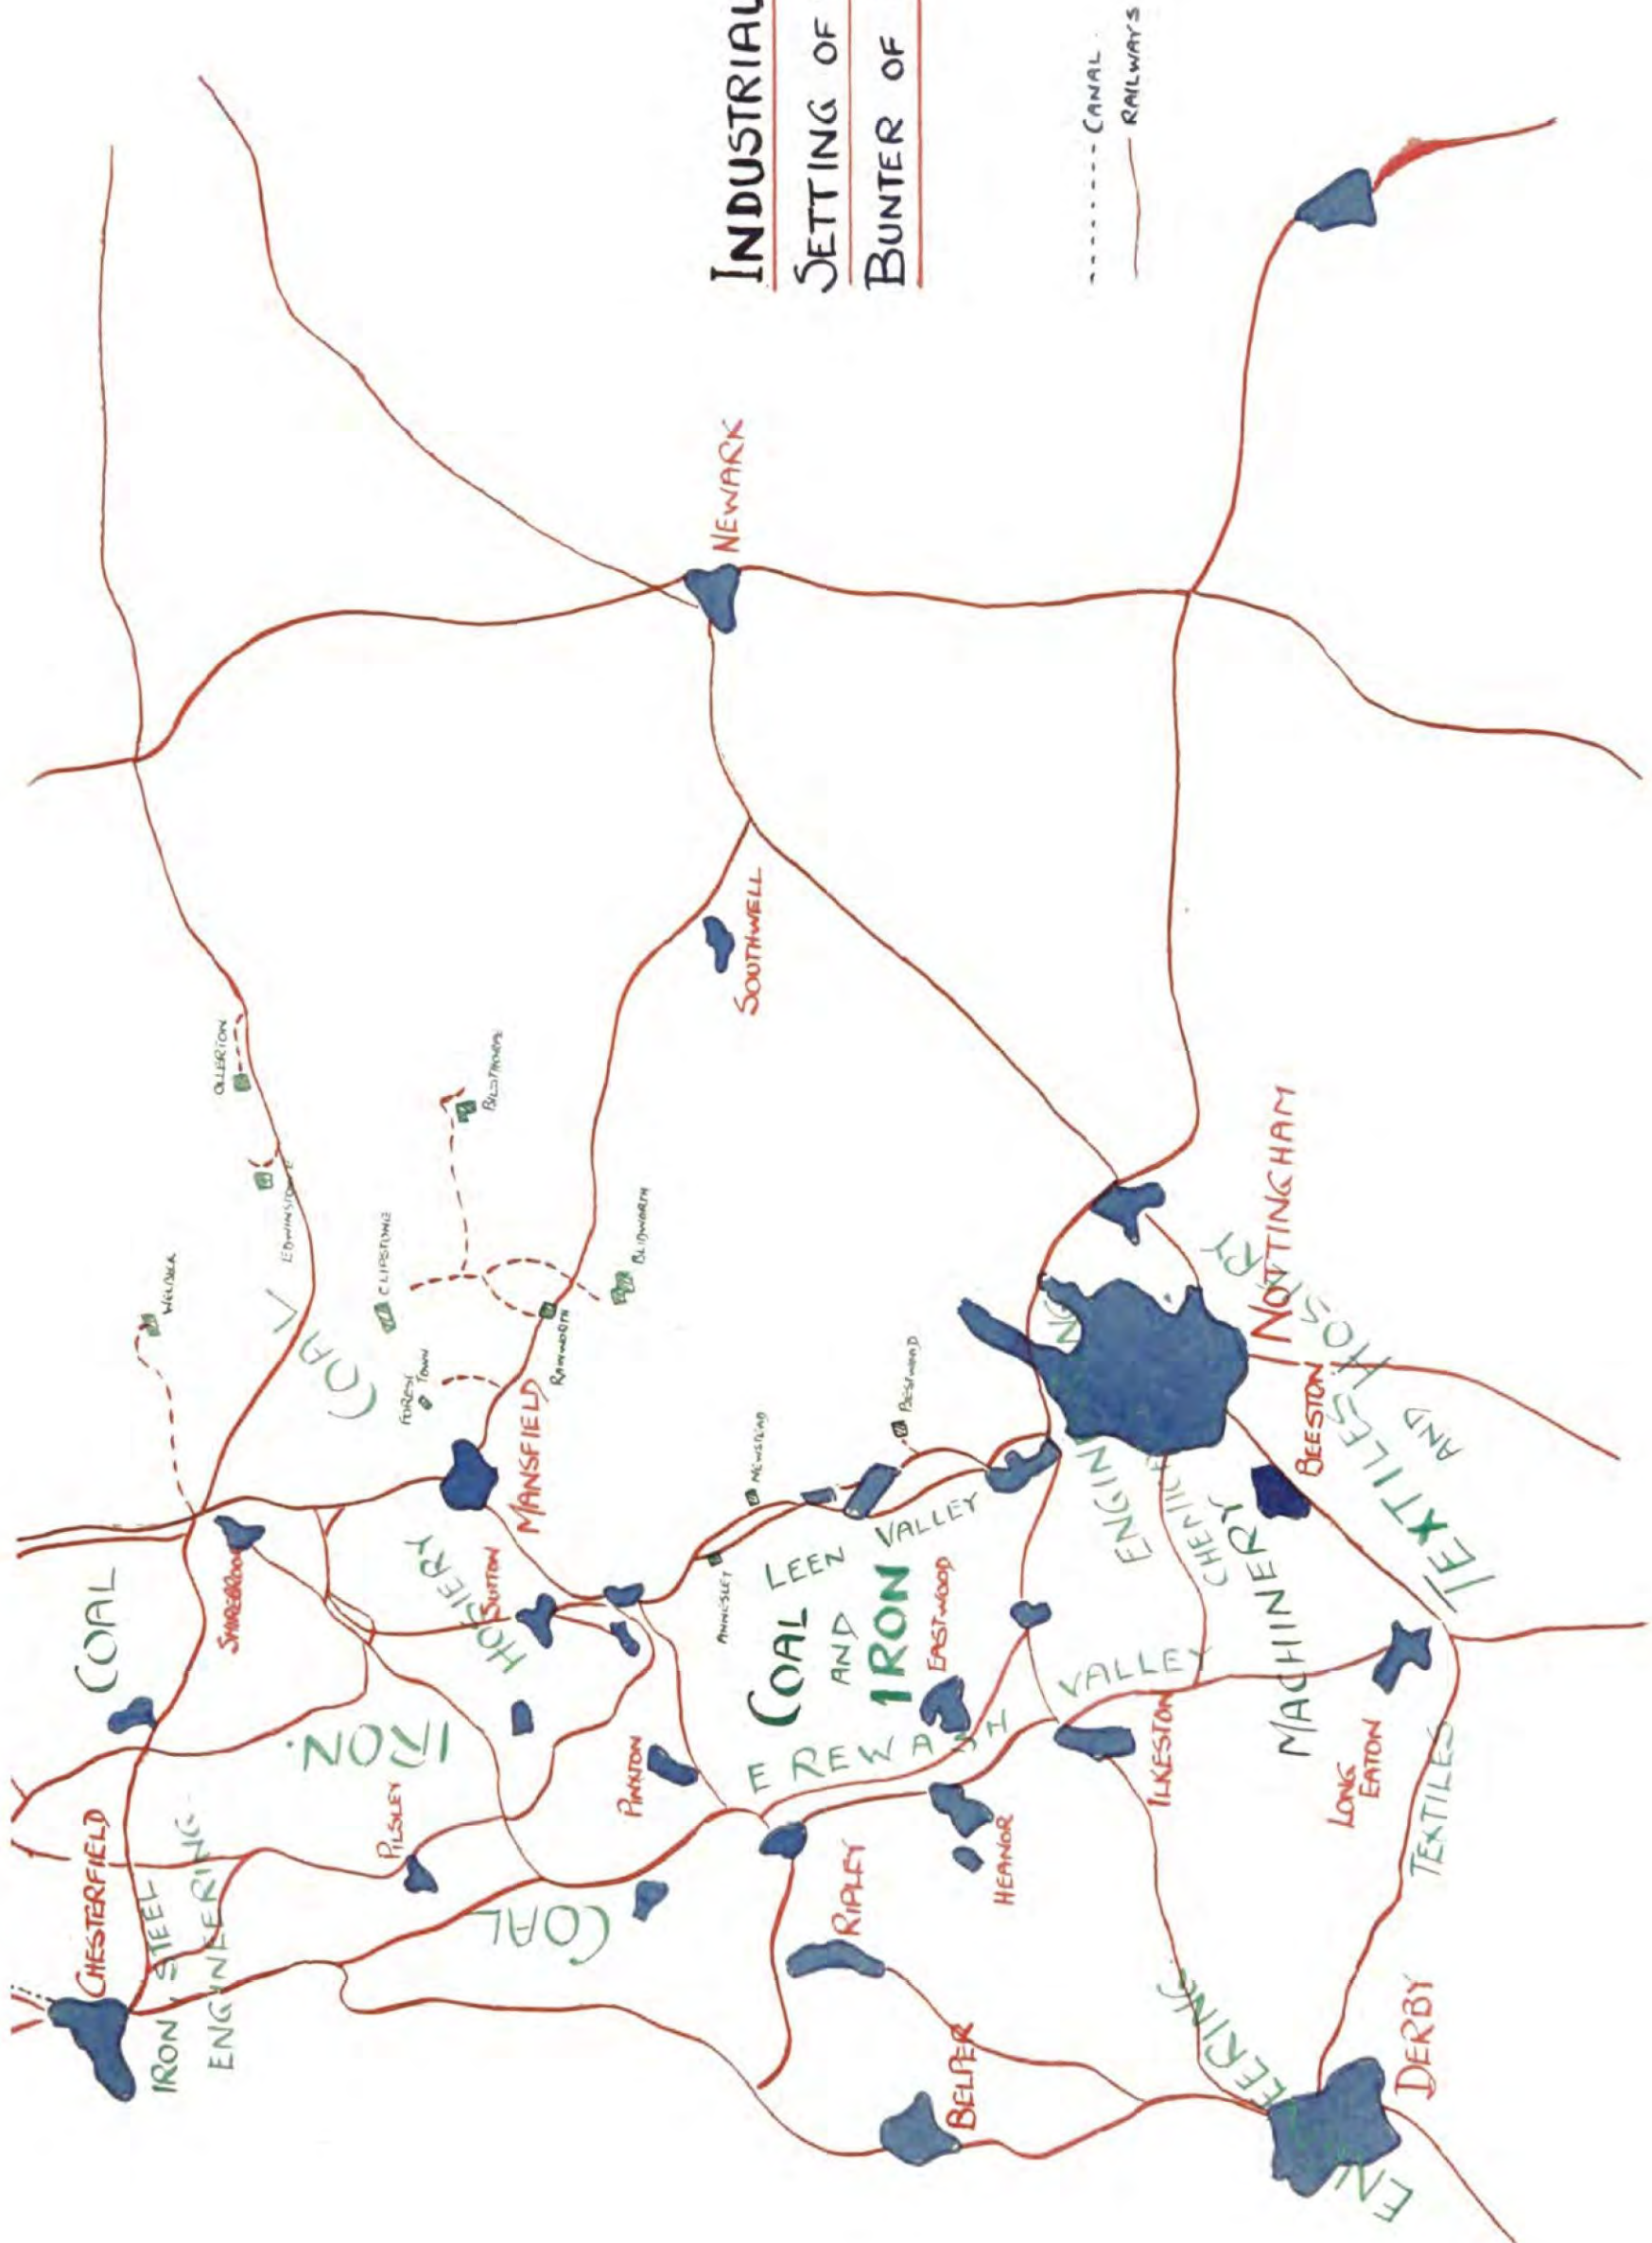 INDUSTRIAL
SETTING OF
BUNTER OF
CANAL.
RAILWAYS
CHESTERFIELD
IRON STEEL
ENGINEERING.
COAL
SHIREBROOK
WELBECK
OLLERTON
EDWINSTOWE
COAL
CLIPSTONE
BILSTHORPE
FOREST
TOWN
RAINWORTH
BLIDWORTH
MANSFIELD
SUTTON
HOSIERY
IRON.
PILSLEY
COAL
PINXTON
SOUTHWELL
NEWARK
NEWSTEAD
ANNESLEY
BESTWOOD
LEEN VALLEY
COAL
AND
IRON
EASTWOOD
EREWASH VALLEY
RIPLEY
HEANOR
BELPER
ILKESTON
ENGINEERING
DERBY
LONG
EATON
TEXTILES
MACHINERY
BEESTON
NOTTINGHAM
TEXTILES
AND
HOSIERY